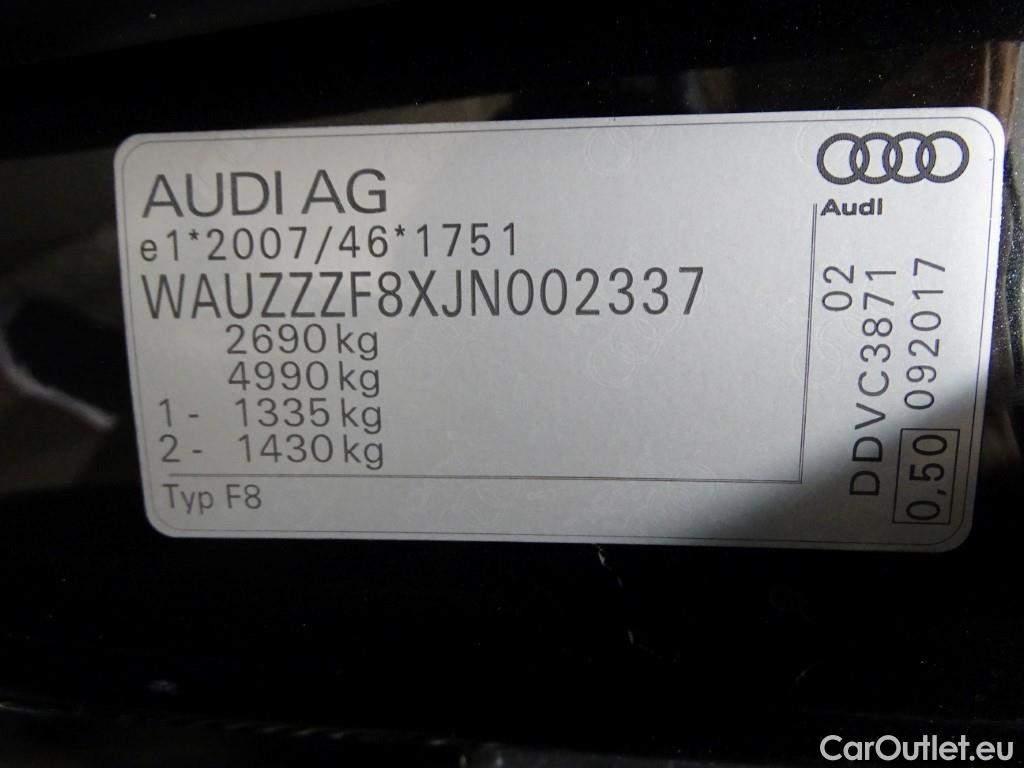 AUDI AG
e1*2007/46*1751
WAUZZZF8XJN002337
2690 kg
4990 kg
1 - 1335 kg
2 - 1430 kg
Typ F8
Audi
02
DDVC3871
0,50 092017
CarOutlet.eu